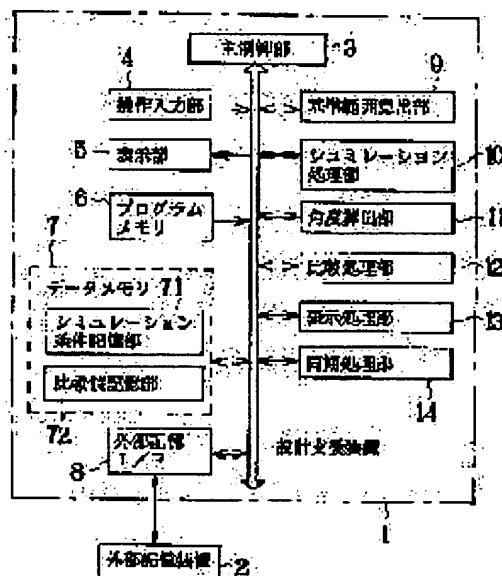 主制御部 3
4
操作入力部
9
5
表示部
シュミレーション
処理部
10
6
プログラム
メモリ
角度範囲部
11
7
比較処理部
12
データメモリ 71
シミュレーション
条件記憶部
表示処理部
13
比較値記憶部
同期処理部
72
14
外部記憶
I/F
8
設計支援装置
1
外部記憶装置 2